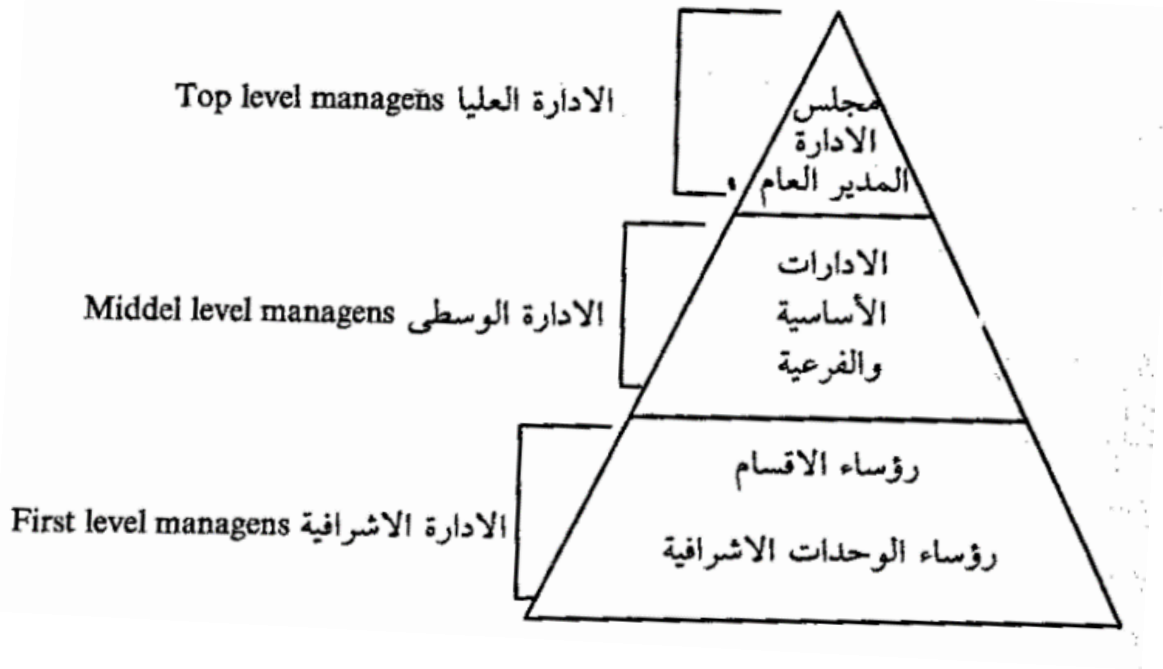 الادارة العليا Top level managens
مجلس
الادارة
المدير العام
الادارة الوسطى Middel level managens
الادارات
الأساسية
والفرعية
الادارة الاشرافية First level managens
رؤساء الاقسام
رؤساء الوحدات الاشرافية